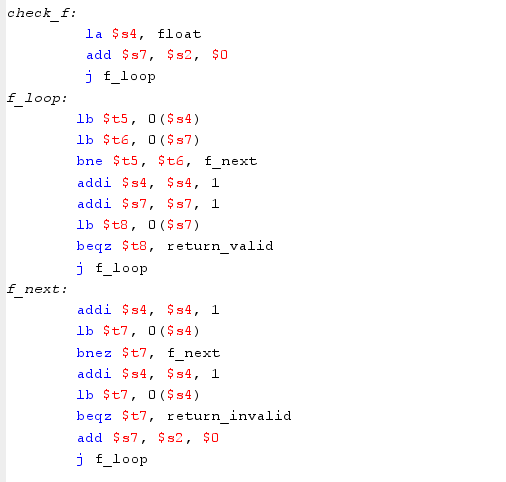 check_f:
la $s4, float
add $s7, $s2, $0
j f_loop
f_loop:
lb $t5, 0($s4)
lb $t6, 0($s7)
bne $t5, $t6, f_next
addi $s4, $s4, 1
addi $s7, $s7, 1
lb $t8, 0($s7)
beqz $t8, return_valid
j f_loop
f_next:
addi $s4, $s4, 1
lb $t7, 0($s4)
bnez $t7, f_next
addi $s4, $s4, 1
lb $t7, 0($s4)
beqz $t7, return_invalid
add $s7, $s2, $0
j f_loop